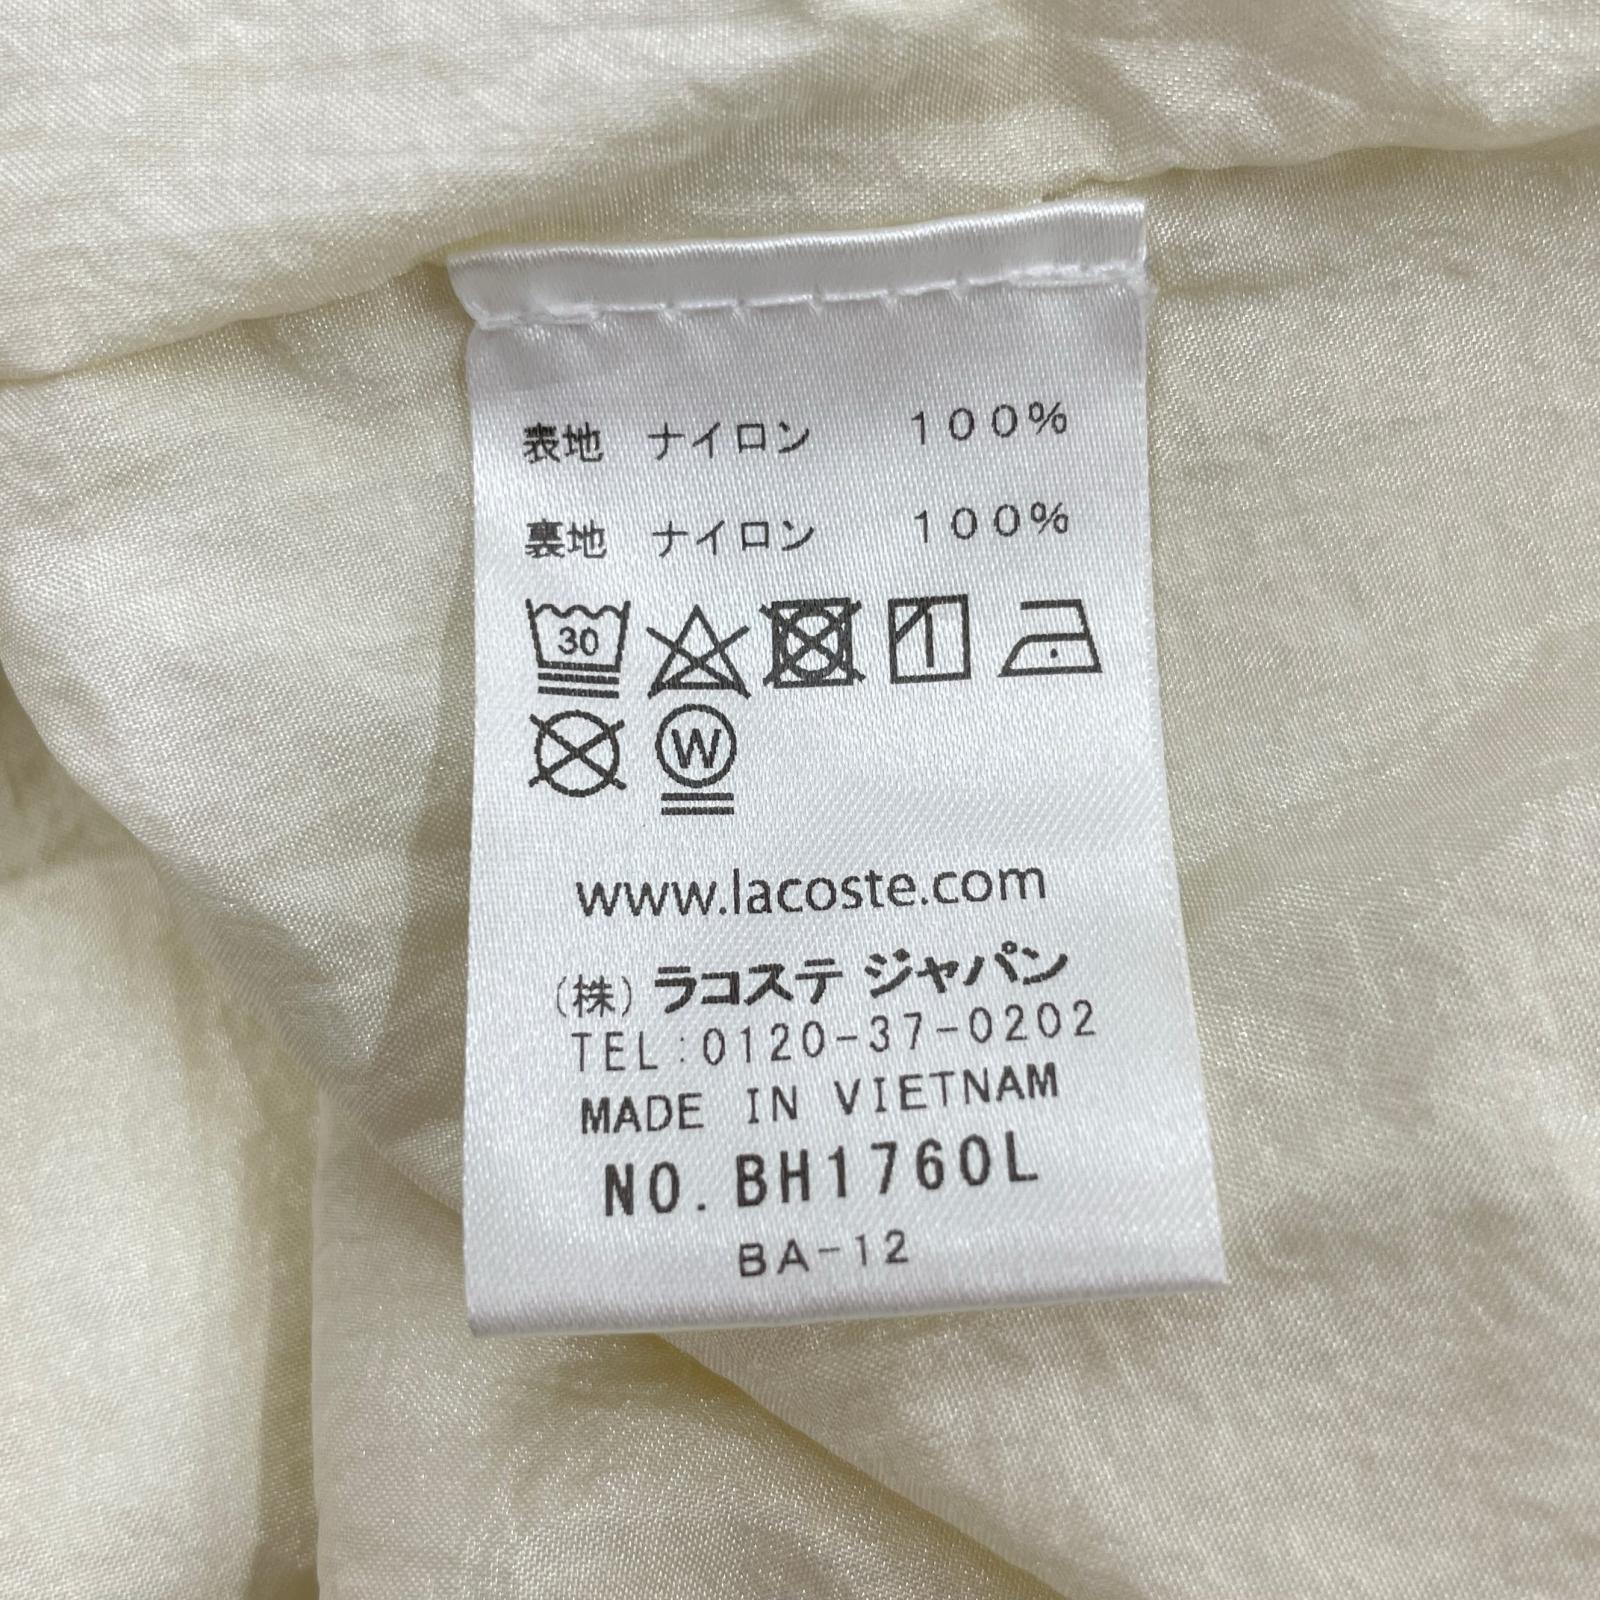 表地 ナイロン 100%
裏地 ナイロン 100%
30
W
www.lacoste.com
(株) ラコステ ジャパン
TEL:0120-37-0202
MADE IN VIETNAM
NO. BH1760L
BA-12